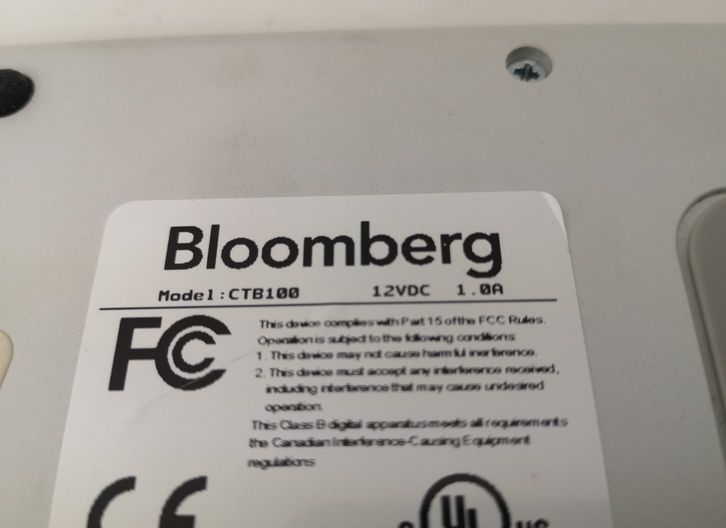 Bloomberg
Model:CTB100 12VDC 1.0A
FC
This device complies with Part 15 of the FCC Rules.
Operation is subject to the following conditions:
1. This device may not cause harmful inerference.
2. This device must accept any interference received,
including interference that may cause undesired
operation.
This Class B digital apparatus meets all requirements
the Canadian Interference-Causing Equipment
regulations
CE
c UL us